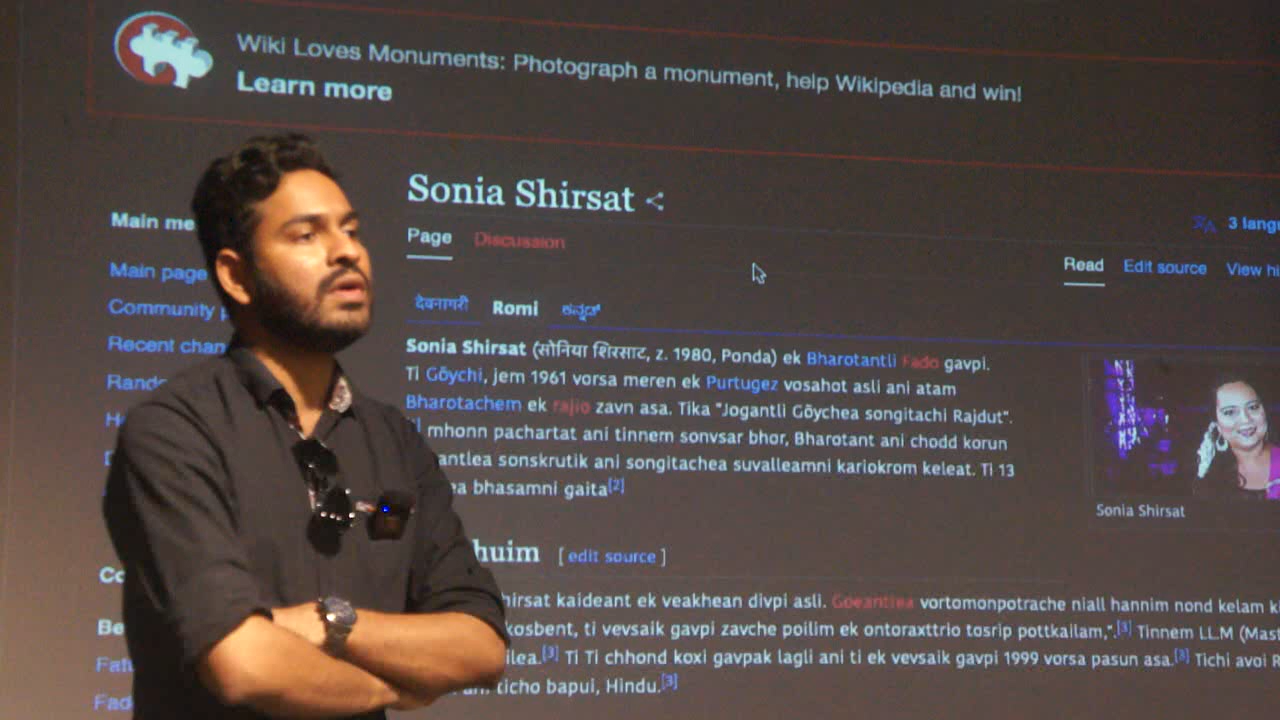 Wiki Loves Monuments: Photograph a monument, help Wikipedia and win!
Learn more
Sonia Shirsat
Main me
3 langu
Page Discussion
Read Edit source View hi
Main page
Community
Recent chan
देवनागरी Romi
Sonia Shirsat (सोनिया शिरसाट, z. 1980, Ponda) ek Bharotantli Fado gavpi.
Ti Gõychi, jem 1961 vorsa meren ek Purtugez vosahot asli ani atam
Bharotachem ek rajio zavn asa. Tika "Jogantli Gõychea songitachi Rajdut".
mhonn pachartat ani tinnem sonvsar bhor, Bharotant ani chodd korun
antlea sonskrutik ani songitachea suvalleamni kariokrom keleat. Ti 13
ea bhasamni gaita[2]
Sonia Shirsat
huim [ edit source ]
hirsat kaideant ek veakhean divpi asli. Goeantlea vortomonpotrache niall hannim nond kelam k
kosbent, ti vevsaik gavpi zavche poilim ek ontoraxttrio tosrip pottkailam,".[3] Tinnem LL.M (Mast
ilea.[3] Ti Ti chhond koxi gavpak lagli ani ti ek vevsaik gavpi 1999 vorsa pasun asa.[3] Tichi avoi R
ani ticho bapui, Hindu.[3]